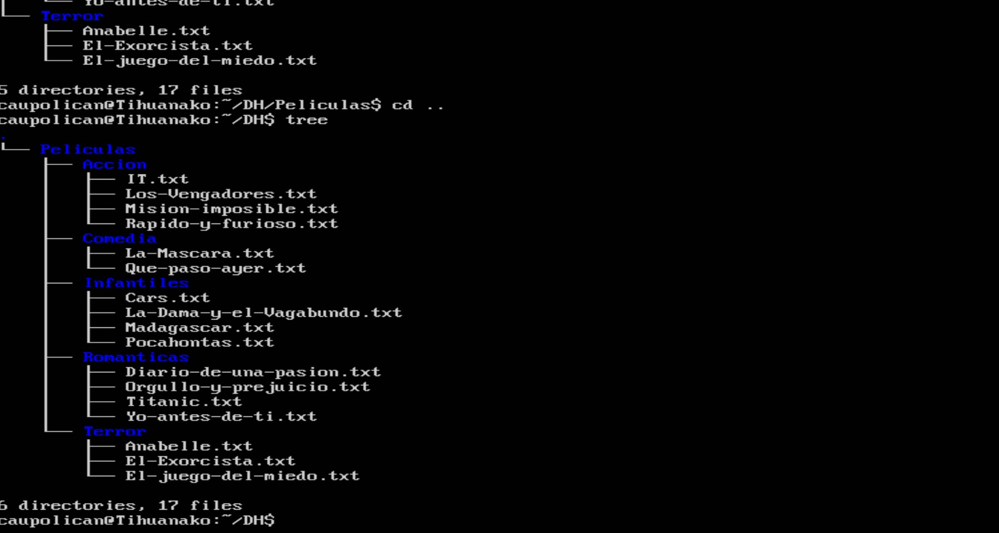 Yo-antes-de-ti.txt
└── Terror
    ├── Anabelle.txt
    ├── El-Exorcista.txt
    └── El-juego-del-miedo.txt

5 directories, 17 files
caupolican@Tihuanako:~/DH/Peliculas$ cd ..
caupolican@Tihuanako:~/DH$ tree
.
└── Peliculas
    ├── Accion
    │   ├── IT.txt
    │   ├── Los-Vengadores.txt
    │   ├── Mision-imposible.txt
    │   └── Rapido-y-furioso.txt
    ├── Comedia
    │   ├── La-Mascara.txt
    │   └── Que-paso-ayer.txt
    ├── Infantiles
    │   ├── Cars.txt
    │   ├── La-Dama-y-el-Vagabundo.txt
    │   ├── Madagascar.txt
    │   └── Pocahontas.txt
    ├── Romanticas
    │   ├── Diario-de-una-pasion.txt
    │   ├── Orgullo-y-prejuicio.txt
    │   ├── Titanic.txt
    │   └── Yo-antes-de-ti.txt
    └── Terror
        ├── Anabelle.txt
        ├── El-Exorcista.txt
        └── El-juego-del-miedo.txt

6 directories, 17 files
caupolican@Tihuanako:~/DH$